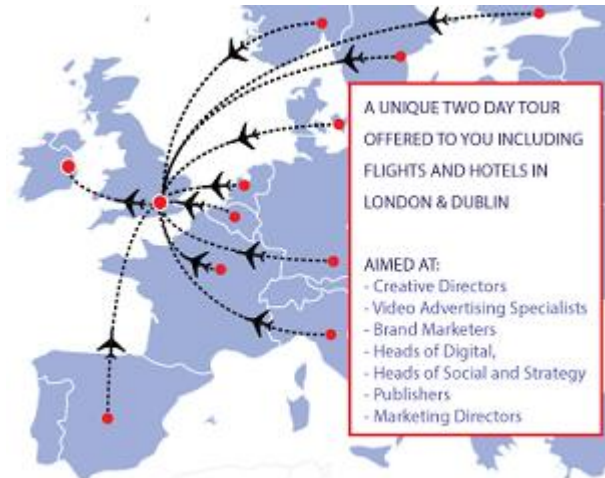 A UNIQUE TWO DAY TOUR
OFFERED TO YOU INCLUDING
FLIGHTS AND HOTELS IN
LONDON & DUBLIN
AIMED AT:
- Creative Directors
- Video Advertising Specialists
- Brand Marketers
- Heads of Digital,
- Heads of Social and Strategy
- Publishers
- Marketing Directors